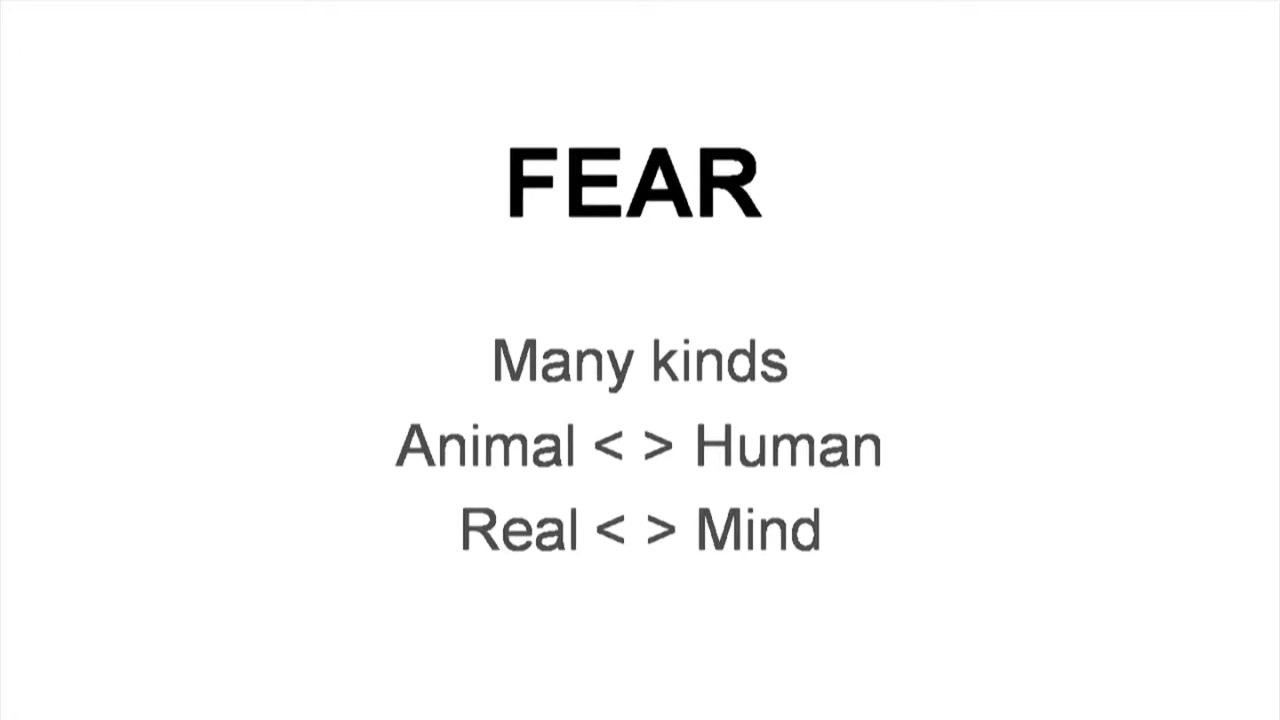 FEAR
Many kinds
Animal < > Human
Real < > Mind